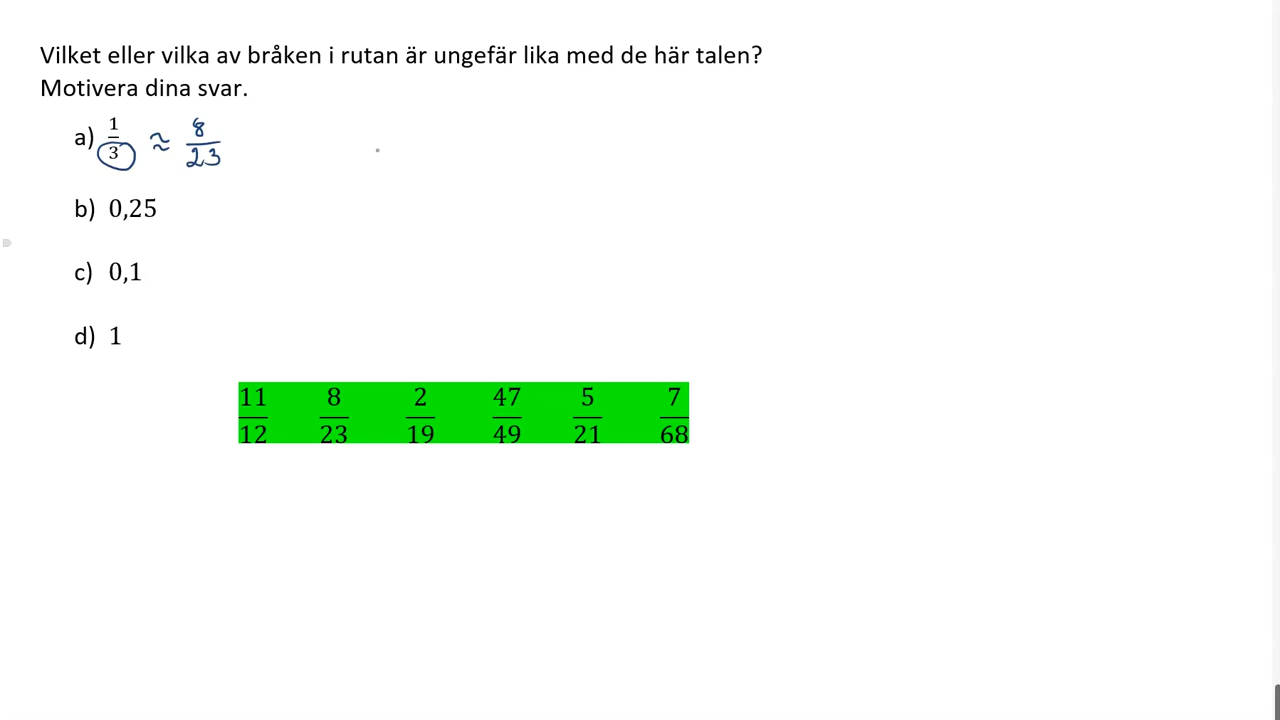 Vilket eller vilka av bråken i rutan är ungefär lika med de här talen?
Motivera dina svar.
a) 1/3 ≈ 8/23
b) 0,25
c) 0,1
d) 1
11/12 8/23 2/19 47/49 5/21 7/68